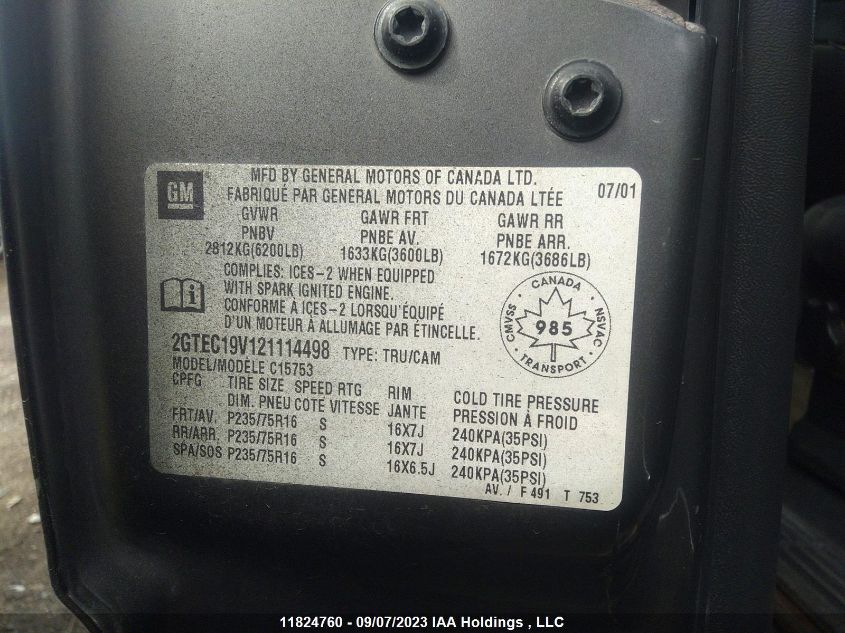 GM
MFD BY GENERAL MOTORS OF CANADA LTD.
FABRIQUÉ PAR GENERAL MOTORS DU CANADA LTÉE
07/01
GVWR GAWR FRT GAWR RR
PNBV PNBE AV. PNBE ARR.
2812KG(6200LB) 1633KG(3600LB) 1672KG(3686LB)
COMPLIES: ICES-2 WHEN EQUIPPED
WITH SPARK IGNITED ENGINE.
CONFORME À ICES-2 LORSQU'ÉQUIPÉ
D'UN MOTEUR À ALLUMAGE PAR ÉTINCELLE.
CANADA
CMVSS 985 NSVAC
TRANSPORT
2GTEC19V121114498 TYPE: TRU/CAM
MODEL/MODÈLE C15753
CPFG TIRE SIZE SPEED RTG RIM COLD TIRE PRESSURE
DIM. PNEU COTÉ VITESSE JANTE PRESSION À FROID
FRT/AV. P235/75R16 S 16X7J 240KPA(35PSI)
RR/ARR. P235/75R16 S 16X7J 240KPA(35PSI)
SPA/SOS P235/75R16 S 16X6.5J 240KPA(35PSI)
AV. / F 491 T 753
11824760 - 09/07/2023 IAA Holdings , LLC